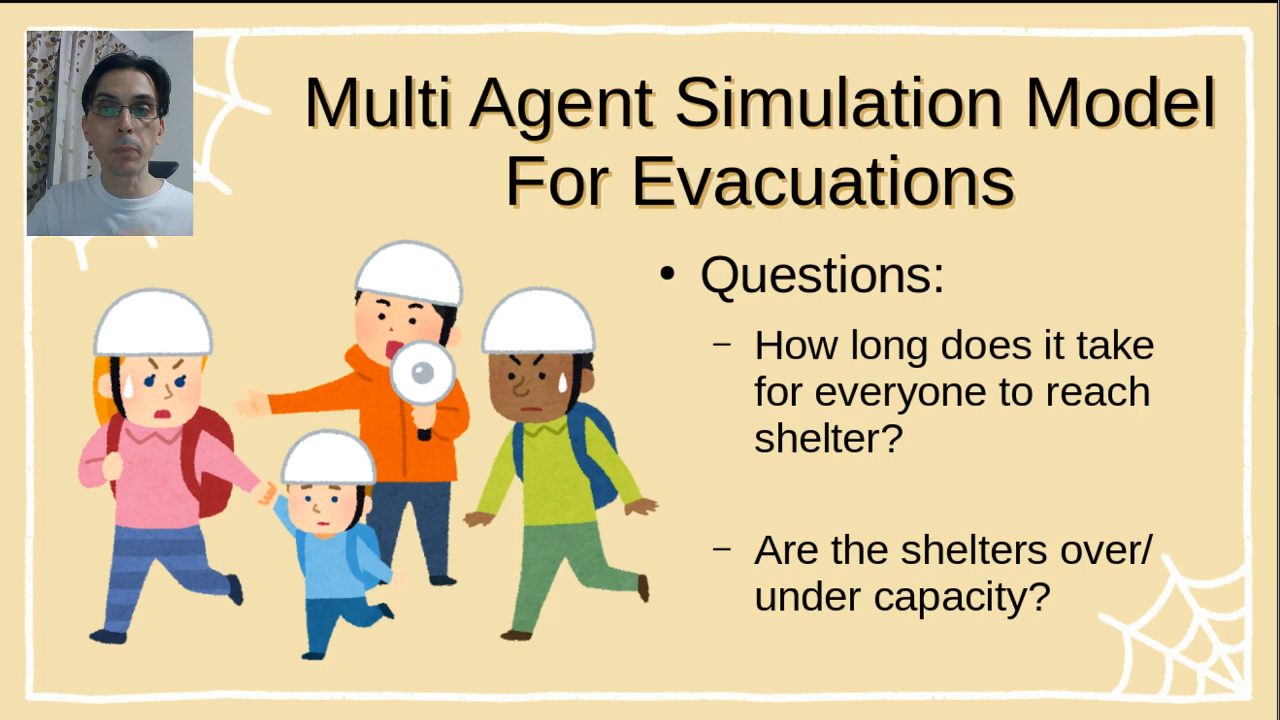 Multi Agent Simulation Model
For Evacuations
• Questions:
– How long does it take
for everyone to reach
shelter?
– Are the shelters over/
under capacity?